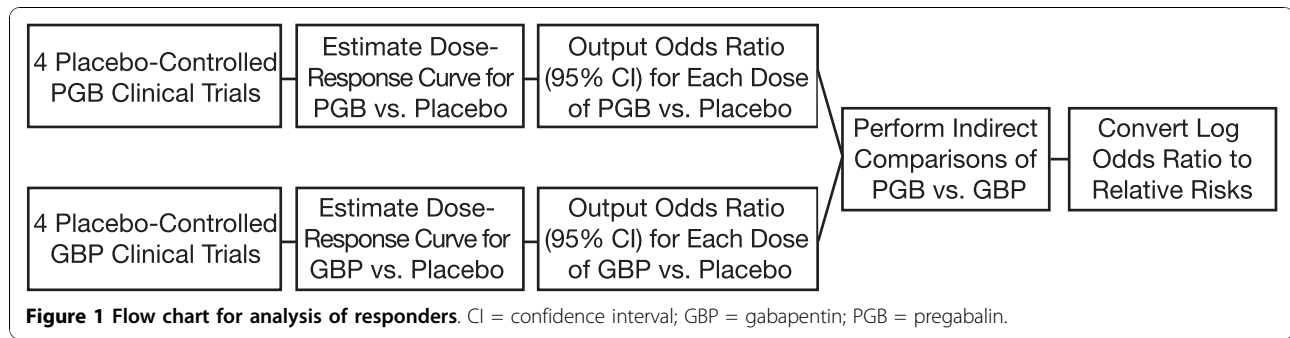 4 Placebo-Controlled
PGB Clinical Trials
Estimate Dose-
Response Curve for
PGB vs. Placebo
Output Odds Ratio
(95% CI) for Each Dose
of PGB vs. Placebo
4 Placebo-Controlled
GBP Clinical Trials
Estimate Dose-
Response Curve for
GBP vs. Placebo
Output Odds Ratio
(95% CI) for Each Dose
of GBP vs. Placebo
Perform Indirect
Comparisons of
PGB vs. GBP
Convert Log
Odds Ratio to
Relative Risks
Figure 1 Flow chart for analysis of responders. CI = confidence interval; GBP = gabapentin; PGB = pregabalin.